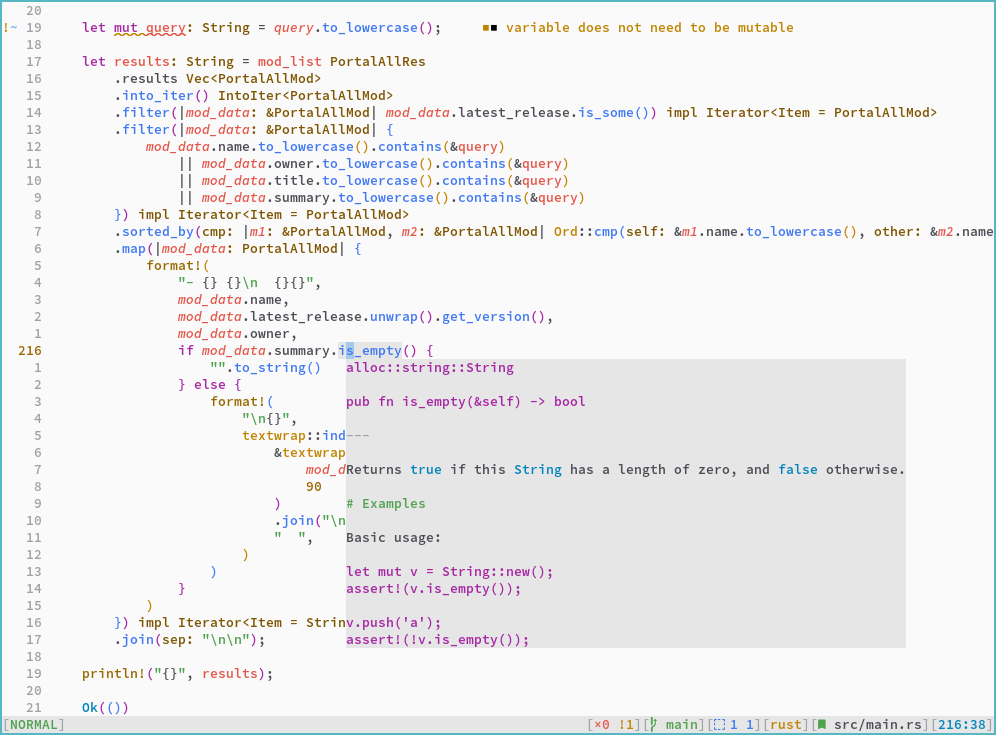 20
!~ 19 let mut query: String = query.to_lowercase(); ■■ variable does not need to be mutable
18
17 let results: String = mod_list PortalAllRes
16 .results Vec<PortalAllMod>
15 .into_iter() IntoIter<PortalAllMod>
14 .filter(|mod_data: &PortalAllMod| mod_data.latest_release.is_some()) impl Iterator<Item = PortalAllMod>
13 .filter(|mod_data: &PortalAllMod| {
12 mod_data.name.to_lowercase().contains(&query)
11 || mod_data.owner.to_lowercase().contains(&query)
10 || mod_data.title.to_lowercase().contains(&query)
9 || mod_data.summary.to_lowercase().contains(&query)
8 }) impl Iterator<Item = PortalAllMod>
7 .sorted_by(cmp: |m1: &PortalAllMod, m2: &PortalAllMod| Ord::cmp(self: &m1.name.to_lowercase(), other: &m2.name
6 .map(|mod_data: PortalAllMod| {
5 format!(
4 "- {} {}\n  {}{}",
3 mod_data.name,
2 mod_data.latest_release.unwrap().get_version(),
1 mod_data.owner,
216 if mod_data.summary.is_empty() {
1 "".to_string() alloc::string::String
2 } else {
3 format!( pub fn is_empty(&self) -> bool
4 "\n{}",
5 textwrap::ind---
6 &textwrap
7 mod_dReturns true if this String has a length of zero, and false otherwise.
8 90
9 ) # Examples
10 .join("\n
11 "  ", Basic usage:
12 )
13 ) let mut v = String::new();
14 } assert!(v.is_empty());
15 )
16 }) impl Iterator<Item = Strinv.push('a');
17 .join(sep: "\n\n"); assert!(!v.is_empty());
18
19 println!("{}", results);
20
21 Ok(())
[NORMAL] [×0 !1][main][1 1][rust][src/main.rs][216:38]